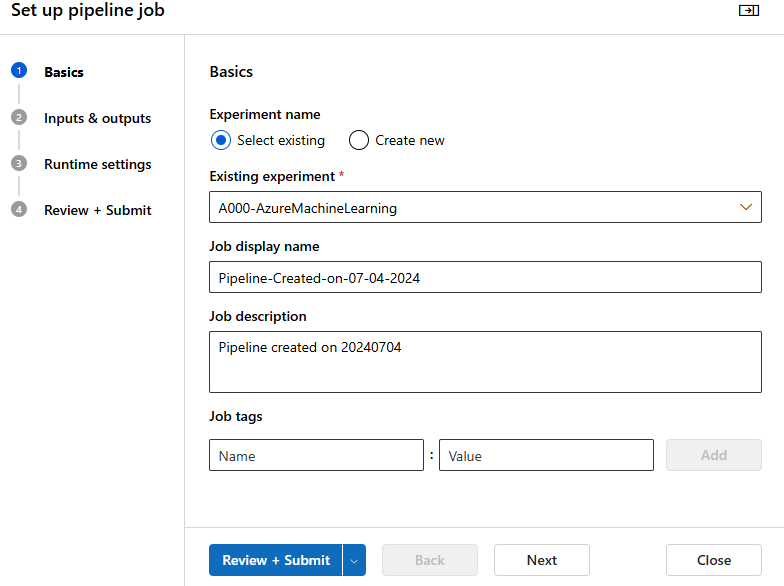 Set up pipeline job
1 Basics
2 Inputs & outputs
3 Runtime settings
4 Review + Submit
Basics
Experiment name
Select existing Create new
Existing experiment *
A000-AzureMachineLearning
Job display name
Pipeline-Created-on-07-04-2024
Job description
Pipeline created on 20240704
Job tags
Name : Value Add
Review + Submit Back Next Close